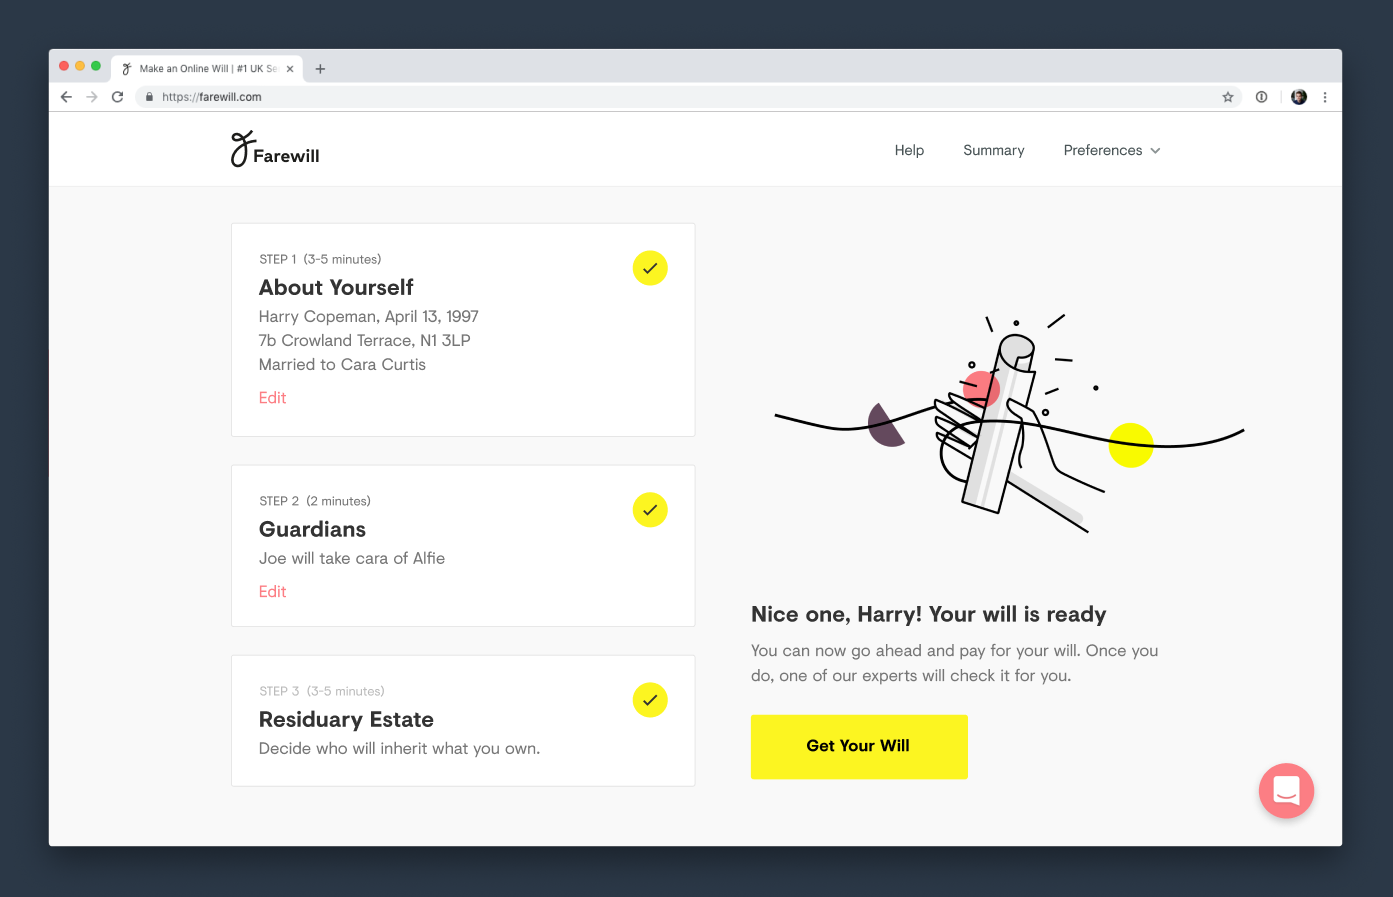 Make an Online Will | #1 UK Se
https://farewill.com
Farewill
Help
Summary
Preferences
STEP 1 (3-5 minutes)
About Yourself
Harry Copeman, April 13, 1997
7b Crowland Terrace, N1 3LP
Married to Cara Curtis
Edit
STEP 2 (2 minutes)
Guardians
Joe will take cara of Alfie
Edit
STEP 3 (3-5 minutes)
Residuary Estate
Decide who will inherit what you own.
Nice one, Harry! Your will is ready
You can now go ahead and pay for your will. Once you
do, one of our experts will check it for you.
Get Your Will